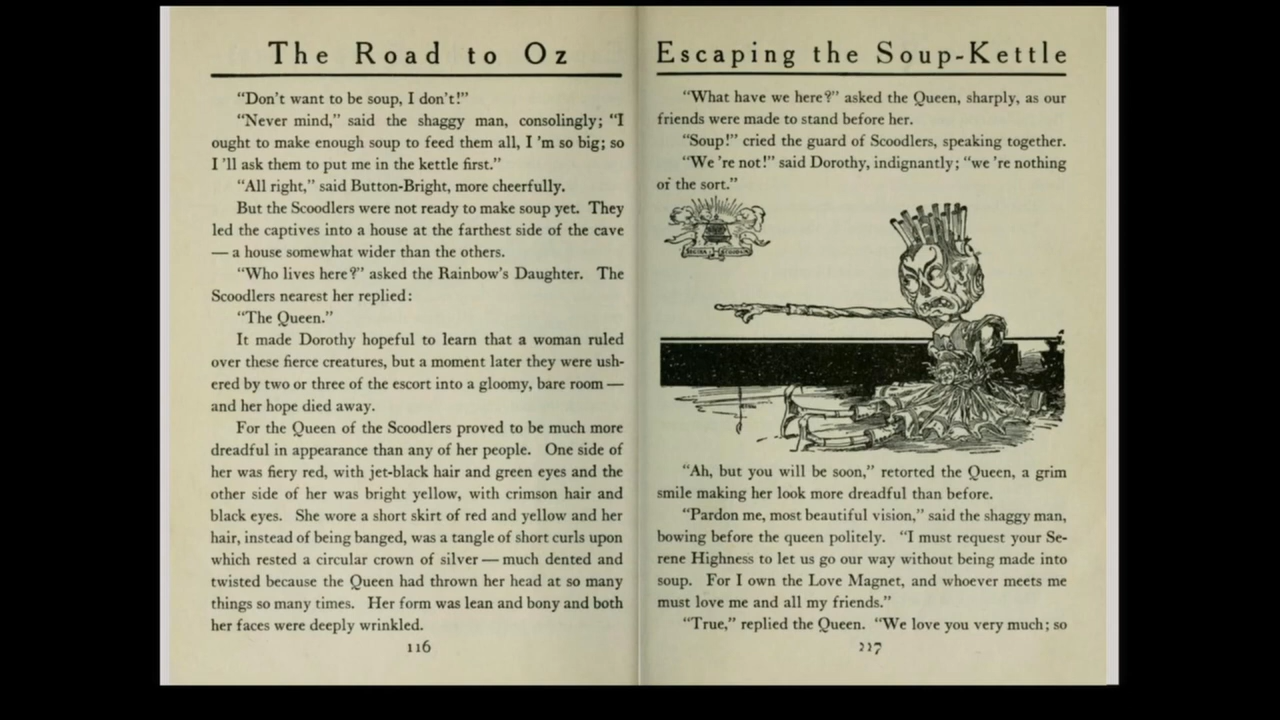 The Road to Oz
"Don't want to be soup, I don't!"
"Never mind," said the shaggy man, consolingly; "I
ought to make enough soup to feed them all, I 'm so big; so
I 'll ask them to put me in the kettle first."
"All right," said Button-Bright, more cheerfully.
But the Scoodlers were not ready to make soup yet. They
led the captives into a house at the farthest side of the cave
— a house somewhat wider than the others.
"Who lives here?" asked the Rainbow's Daughter. The
Scoodlers nearest her replied:
"The Queen."
It made Dorothy hopeful to learn that a woman ruled
over these fierce creatures, but a moment later they were ush-
ered by two or three of the escort into a gloomy, bare room —
and her hope died away.
For the Queen of the Scoodlers proved to be much more
dreadful in appearance than any of her people. One side of
her was fiery red, with jet-black hair and green eyes and the
other side of her was bright yellow, with crimson hair and
black eyes. She wore a short skirt of red and yellow and her
hair, instead of being banged, was a tangle of short curls upon
which rested a circular crown of silver — much dented and
twisted because the Queen had thrown her head at so many
things so many times. Her form was lean and bony and both
her faces were deeply wrinkled.
116
Escaping the Soup-Kettle
"What have we here?" asked the Queen, sharply, as our
friends were made to stand before her.
"Soup!" cried the guard of Scoodlers, speaking together.
"We 're not!" said Dorothy, indignantly; "we 're nothing
of the sort."
"Ah, but you will be soon," retorted the Queen, a grim
smile making her look more dreadful than before.
"Pardon me, most beautiful vision," said the shaggy man,
bowing before the queen politely. "I must request your Se-
rene Highness to let us go our way without being made into
soup. For I own the Love Magnet, and whoever meets me
must love me and all my friends."
"True," replied the Queen. "We love you very much; so